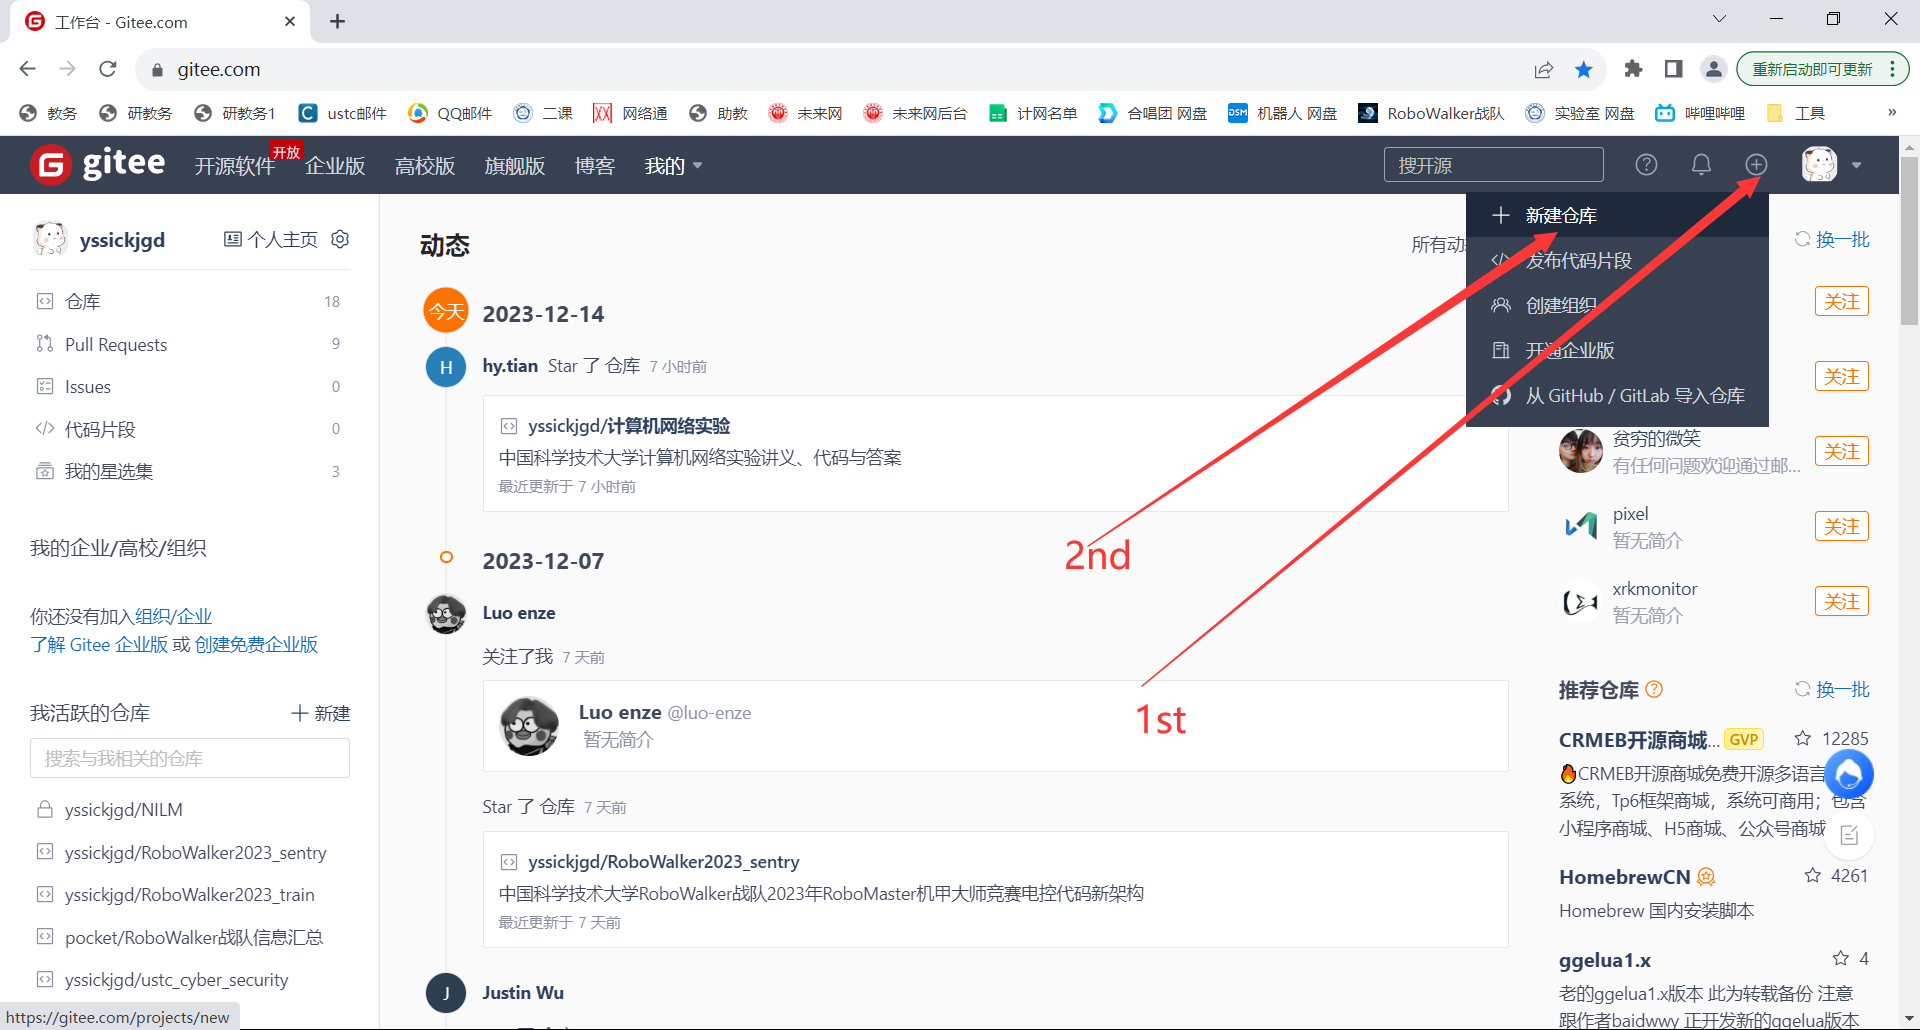 工作台 - Gitee.com
gitee.com
重新启动即可更新
教务
研教务
研教务1
ustc邮件
QQ邮件
二课
网络通
助教
未来网
未来网后台
计网名单
合唱团 网盘
机器人 网盘
RoboWalker战队
实验室 网盘
哔哩哔哩
工具
»
gitee
开源软件
开放
企业版
高校版
旗舰版
博客
我的
搜开源
新建仓库
发布代码片段
创建组织
开通企业版
从 GitHub / GitLab 导入仓库
yssickjgd
个人主页
仓库 18
Pull Requests 9
Issues 0
代码片段 0
我的星选集 3
我的企业/高校/组织
你还没有加入组织/企业
了解 Gitee 企业版 或 创建免费企业版
我活跃的仓库
新建
搜索与我相关的仓库
yssickjgd/NILM
yssickjgd/RoboWalker2023_sentry
yssickjgd/RoboWalker2023_train
pocket/RoboWalker战队信息汇总
yssickjgd/ustc_cyber_security
https://gitee.com/projects/new
动态
所有动
今天
2023-12-14
H
hy.tian Star 了 仓库 7 小时前
yssickjgd/计算机网络实验
中国科学技术大学计算机网络实验讲义、代码与答案
最近更新于 7 小时前
2023-12-07
Luo enze
关注了我 7 天前
Luo enze @luo-enze
暂无简介
Star 了 仓库 7 天前
yssickjgd/RoboWalker2023_sentry
中国科学技术大学RoboWalker战队2023年RoboMaster机甲大师竞赛电控代码新架构
最近更新于 7 天前
J
Justin Wu
2nd
1st
换一批
关注
关注
贫穷的微笑
有任何问题欢迎通过邮...
关注
pixel
暂无简介
关注
xrkmonitor
暂无简介
关注
推荐仓库
换一批
CRMEB开源商城... GVP 12285
CRMEB开源商城免费开源多语言
系统，Tp6框架商城，系统可商用；包含
小程序商城、H5商城、公众号商城
HomebrewCN 4261
Homebrew 国内安装脚本
ggelua1.x 4
老的ggelua1.x版本 此为转载备份 注意
跟作者baidwwy 正开发新的ggelua版本